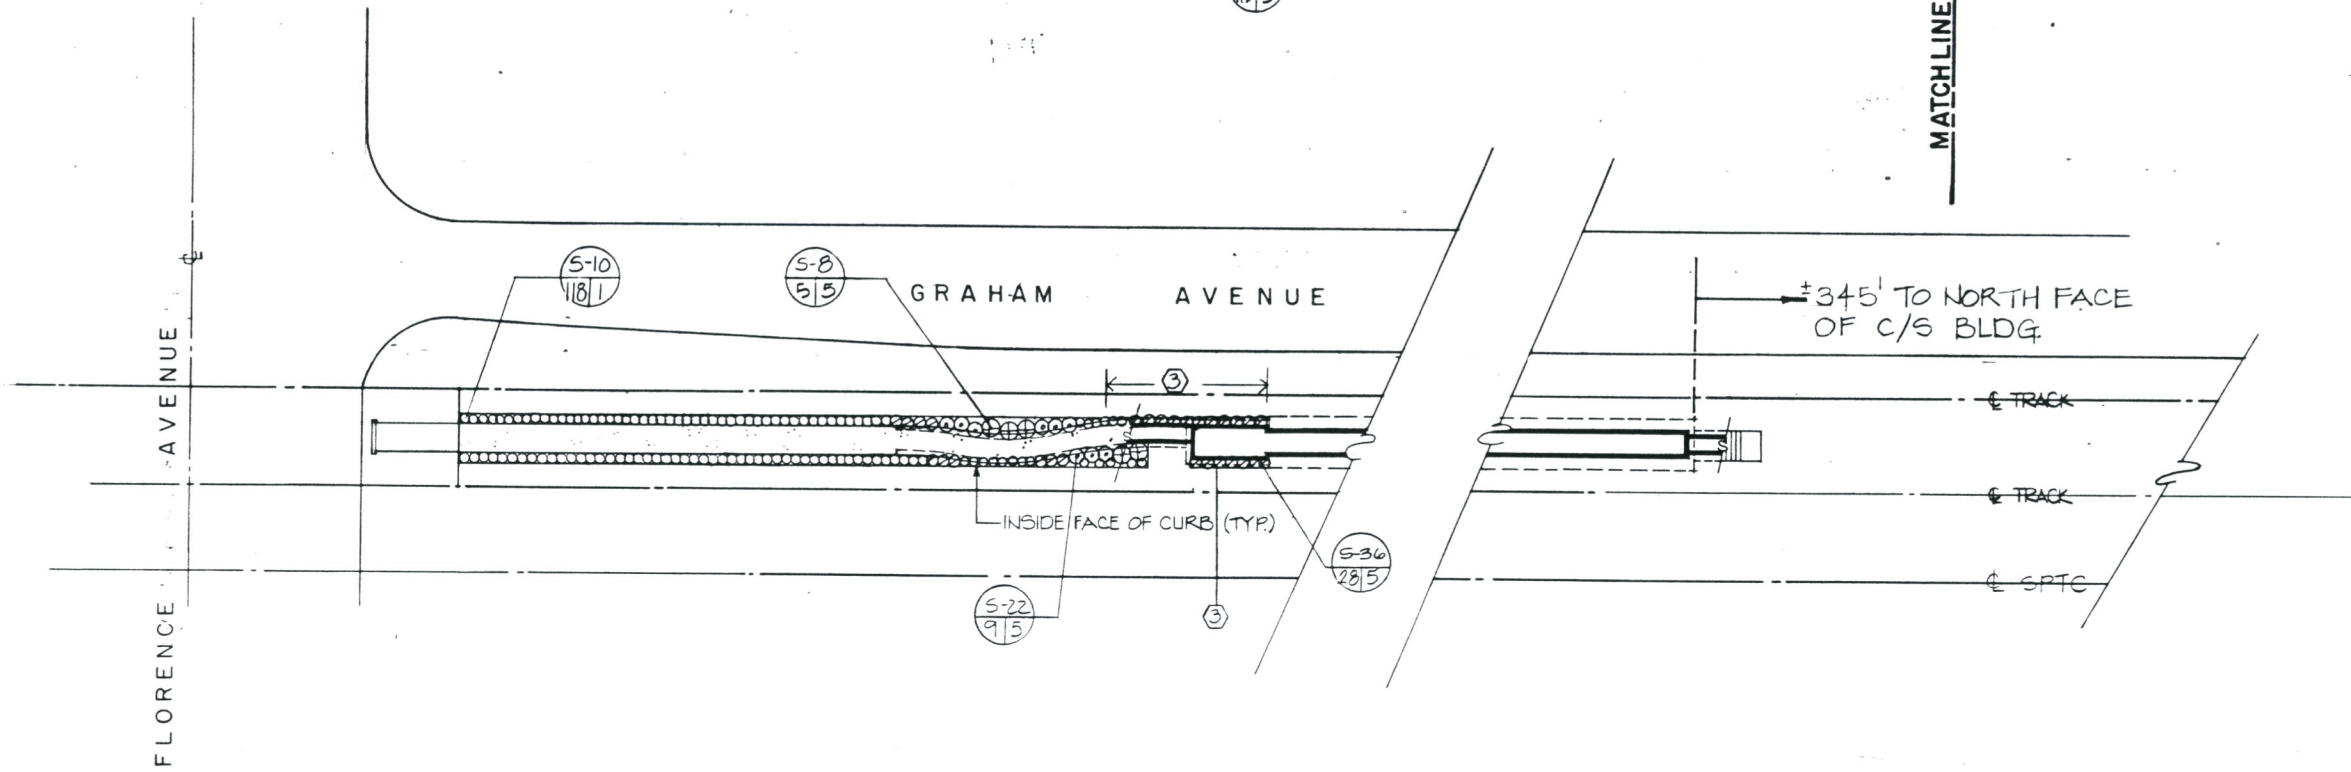 MATCHLINE
S-10
118 1
S-8
5 5
GRAHAM AVENUE
±345' TO NORTH FACE
OF C/S BLDG.
3
℄
℄ TRACK
℄ TRACK
INSIDE FACE OF CURB (TYP.)
S-36
28 5
S-22
9 5
3
℄ SPTC
FLORENCE AVENUE